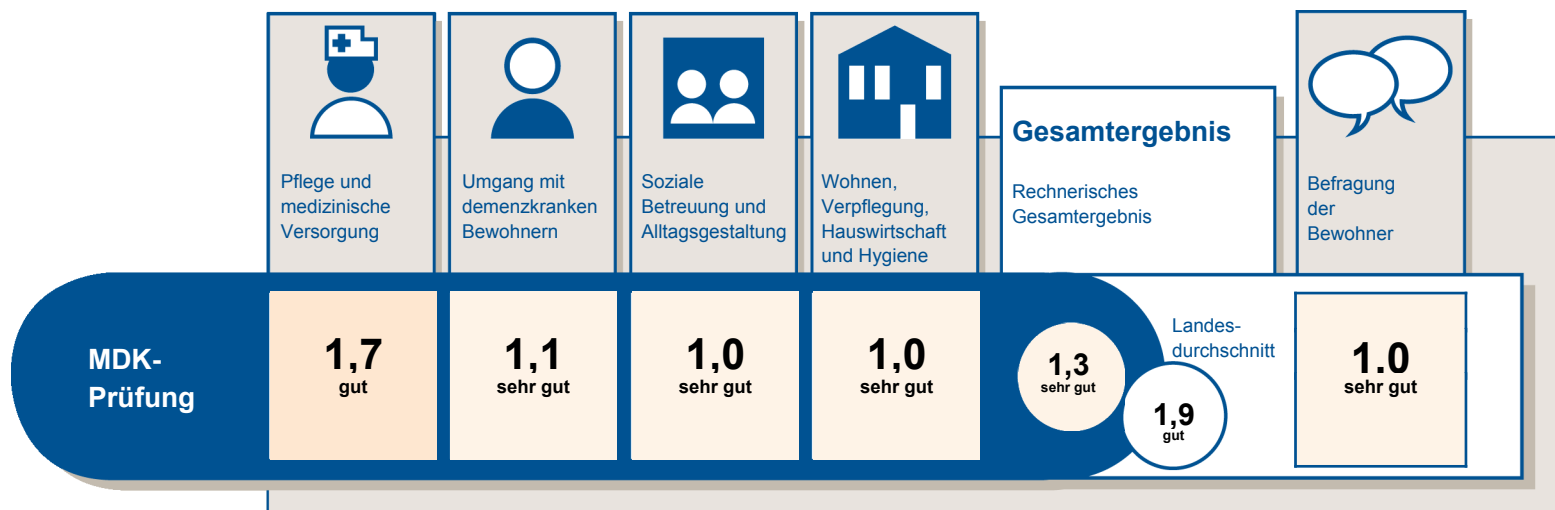 Pflege und
medizinische
Versorgung
Umgang mit
demenzkranken
Bewohnern
Soziale
Betreuung und
Alltagsgestaltung
Wohnen,
Verpflegung,
Hauswirtschaft
und Hygiene
Gesamtergebnis
Rechnerisches
Gesamtergebnis
Befragung
der
Bewohner
MDK-
Prüfung
1,7
gut
1,1
sehr gut
1,0
sehr gut
1,0
sehr gut
1,3
sehr gut
Landes-
durchschnitt
1,9
gut
1.0
sehr gut